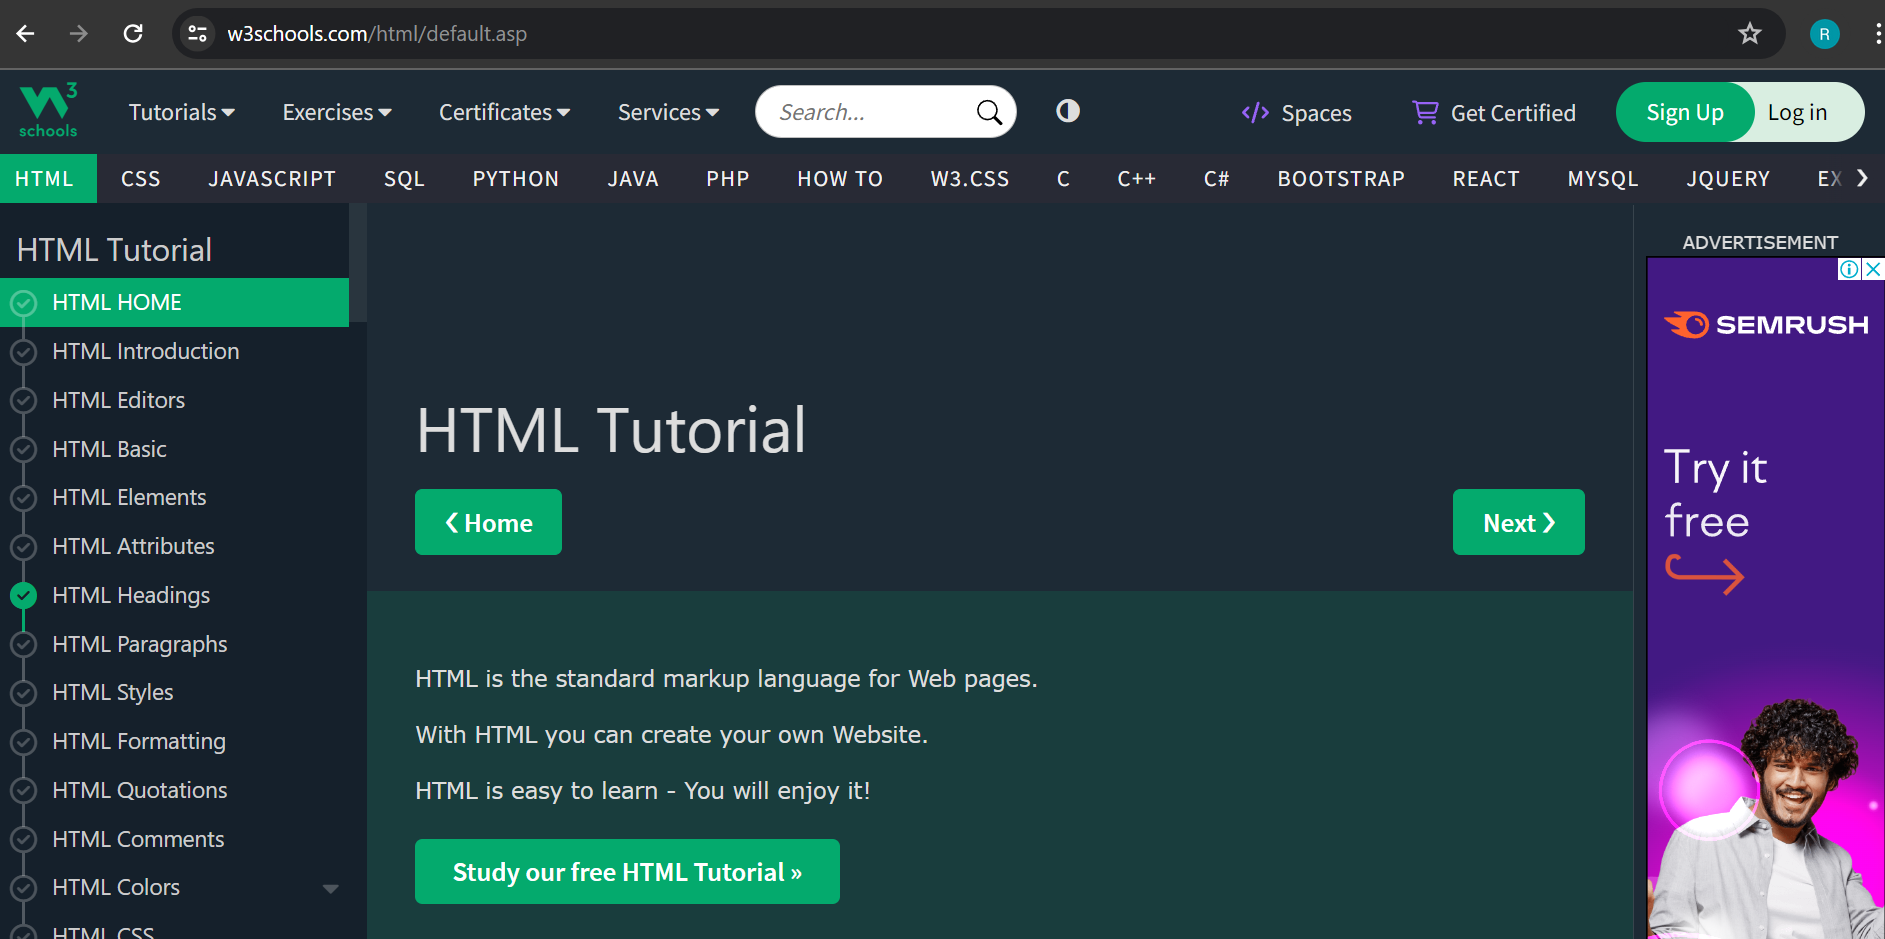 w3schools.com/html/default.asp
R
W3
schools
Tutorials
Exercises
Certificates
Services
Search...
Spaces
Get Certified
Sign Up
Log in
HTML
CSS
JAVASCRIPT
SQL
PYTHON
JAVA
PHP
HOW TO
W3.CSS
C
C++
C#
BOOTSTRAP
REACT
MYSQL
JQUERY
EX
HTML Tutorial
HTML HOME
HTML Introduction
HTML Editors
HTML Basic
HTML Elements
HTML Attributes
HTML Headings
HTML Paragraphs
HTML Styles
HTML Formatting
HTML Quotations
HTML Comments
HTML Colors
HTML CSS
HTML Tutorial
❮ Home
Next ❯
HTML is the standard markup language for Web pages.
With HTML you can create your own Website.
HTML is easy to learn - You will enjoy it!
Study our free HTML Tutorial »
ADVERTISEMENT
SEMRUSH
Try it
free